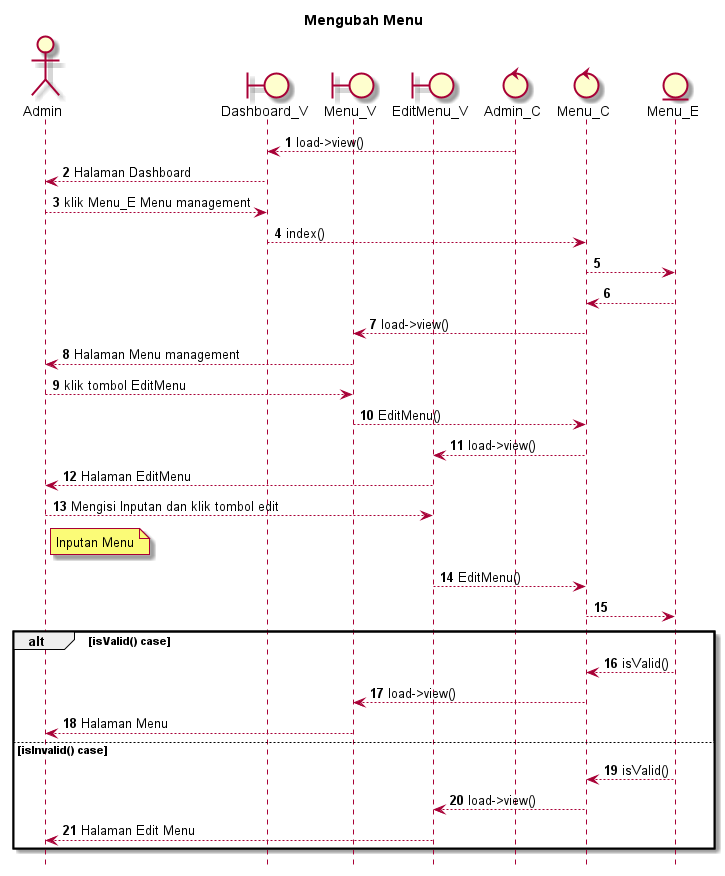 Mengubah Menu
Admin
Dashboard_V
Menu_V
EditMenu_V
Admin_C
Menu_C
Menu_E
1 load->view()
2 Halaman Dashboard
3 klik Menu_E Menu management
4 index()
5
6
7 load->view()
8 Halaman Menu management
9 klik tombol EditMenu
10 EditMenu()
11 load->view()
12 Halaman EditMenu
13 Mengisi Inputan dan klik tombol edit
Inputan Menu
14 EditMenu()
15
alt [isValid() case]
16 isValid()
17 load->view()
18 Halaman Menu
[isInvalid() case]
19 isValid()
20 load->view()
21 Halaman Edit Menu